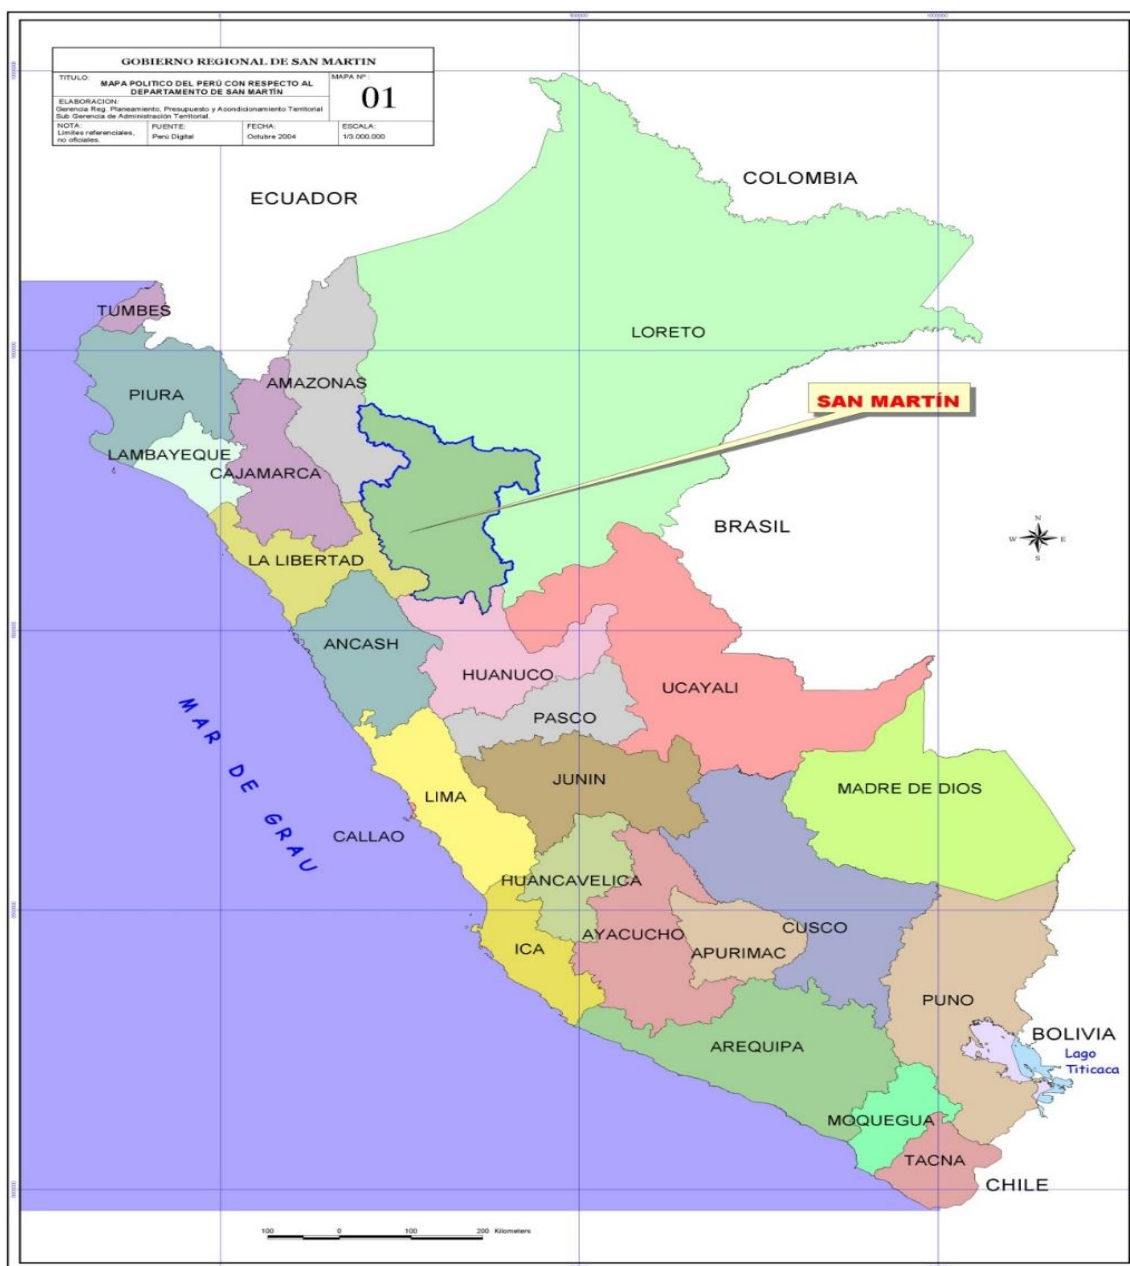 GOBIERNO REGIONAL DE SAN MARTIN
TITULO:
MAPA POLITICO DEL PERÚ CON RESPECTO AL
DEPARTAMENTO DE SAN MARTÍN
MAPA Nº :
01
ELABORACION:
Gerencia Reg. Planeamiento, Presupuesto y Acondicionamiento Territorial
Sub Gerencia de Administración Territorial.
NOTA:
Limites referenciales,
no oficiales.
FUENTE:
Perú Digital
FECHA:
Octubre 2004
ESCALA:
1/3.000.000
COLOMBIA
ECUADOR
TUMBES
LORETO
AMAZONAS
PIURA
SAN MARTÍN
LAMBAYEQUE
CAJAMARCA
BRASIL
N
W E
S
LA LIBERTAD
ANCASH
HUANUCO
UCAYALI
PASCO
MAR DE GRAU
JUNIN
MADRE DE DIOS
LIMA
CALLAO
HUANCAVELICA
CUSCO
AYACUCHO
ICA
APURIMAC
PUNO
BOLIVIA
AREQUIPA
Lago
Titicaca
MOQUEGUA
TACNA
CHILE
100 0 100 200 Kilometers